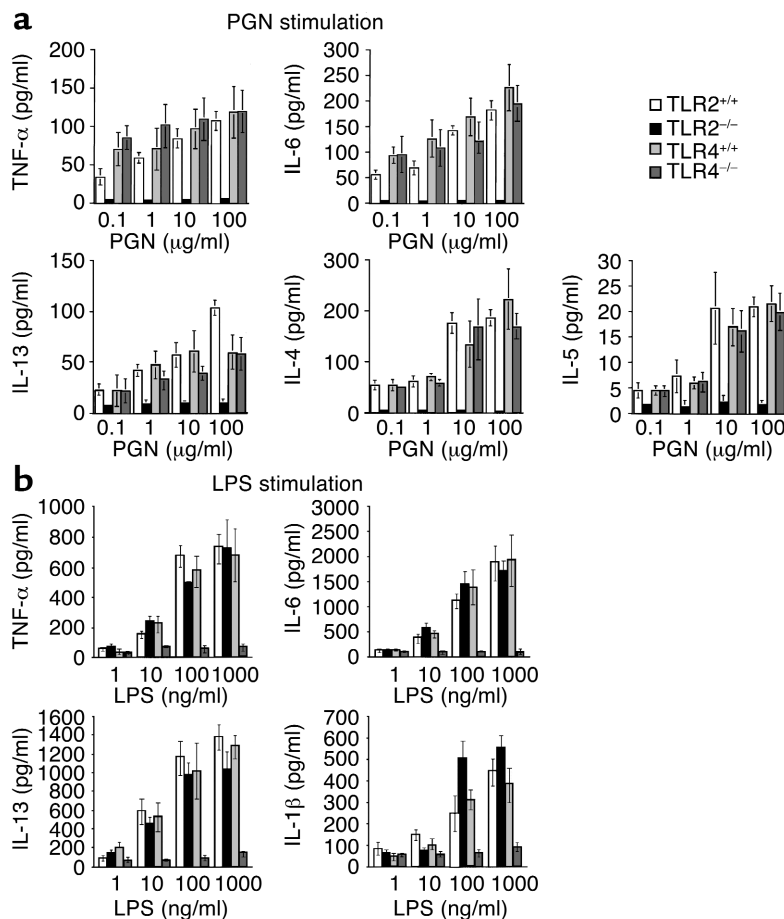 a
PGN stimulation
TNF-α (pg/ml)
200
150
100
50
0
0.1 1 10 100
PGN (μg/ml)
IL-6 (pg/ml)
300
250
200
150
100
50
0
0.1 1 10 100
PGN (μg/ml)
TLR2+/+
TLR2−/−
TLR4+/+
TLR4−/−
IL-13 (pg/ml)
150
100
50
0
0.1 1 10 100
PGN (μg/ml)
IL-4 (pg/ml)
300
200
100
0
0.1 1 10 100
PGN (μg/ml)
IL-5 (pg/ml)
30
25
20
15
10
5
0
0.1 1 10 100
PGN (μg/ml)
b
LPS stimulation
TNF-α (pg/ml)
1000
800
600
400
200
0
1 10 100 1000
LPS (ng/ml)
IL-6 (pg/ml)
3000
2500
2000
1500
1000
500
0
1 10 100 1000
LPS (ng/ml)
IL-13 (pg/ml)
1600
1400
1200
1000
800
600
400
200
0
1 10 100 1000
LPS (ng/ml)
IL-1β (pg/ml)
700
600
500
400
300
200
100
0
1 10 100 1000
LPS (ng/ml)